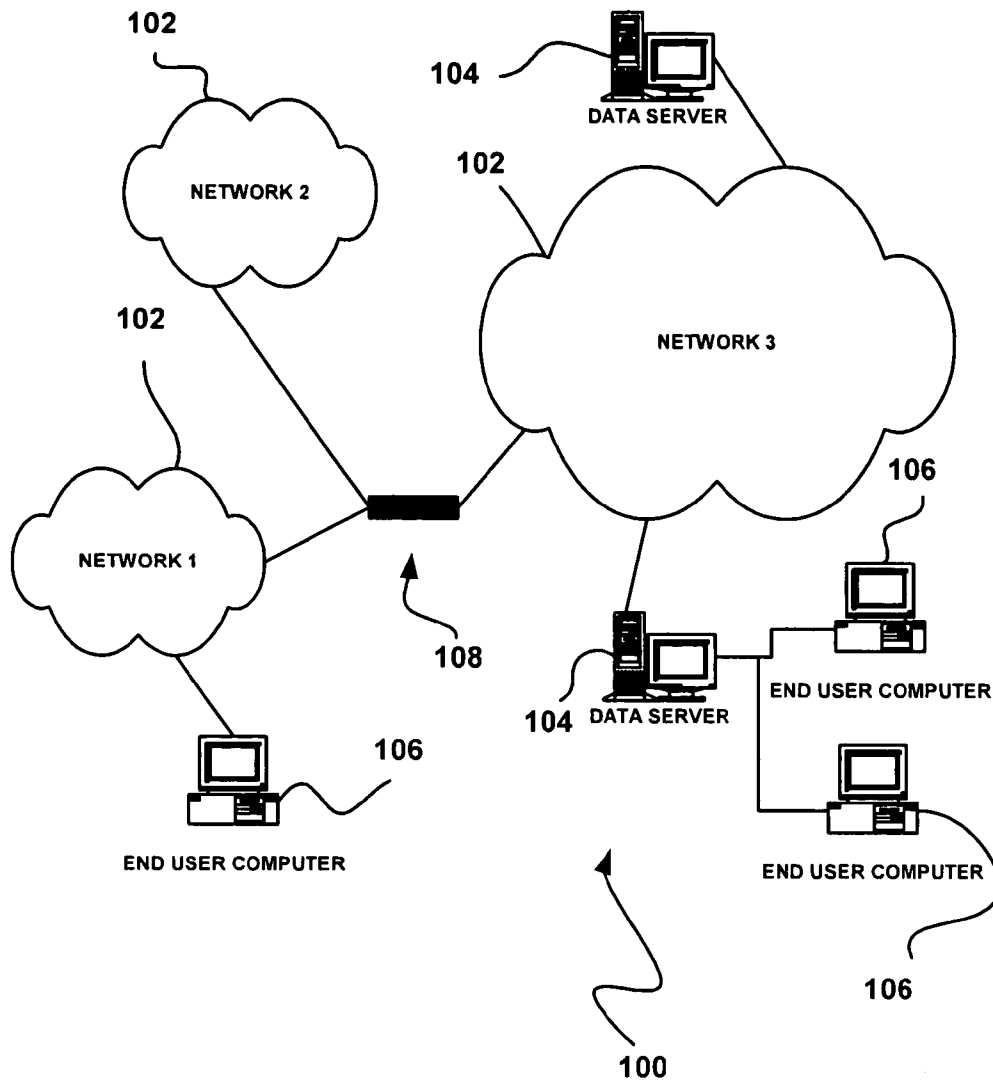 102
104
DATA SERVER
102
NETWORK 2
102
NETWORK 3
106
NETWORK 1
108
END USER COMPUTER
104
DATA SERVER
106
END USER COMPUTER
END USER COMPUTER
106
100